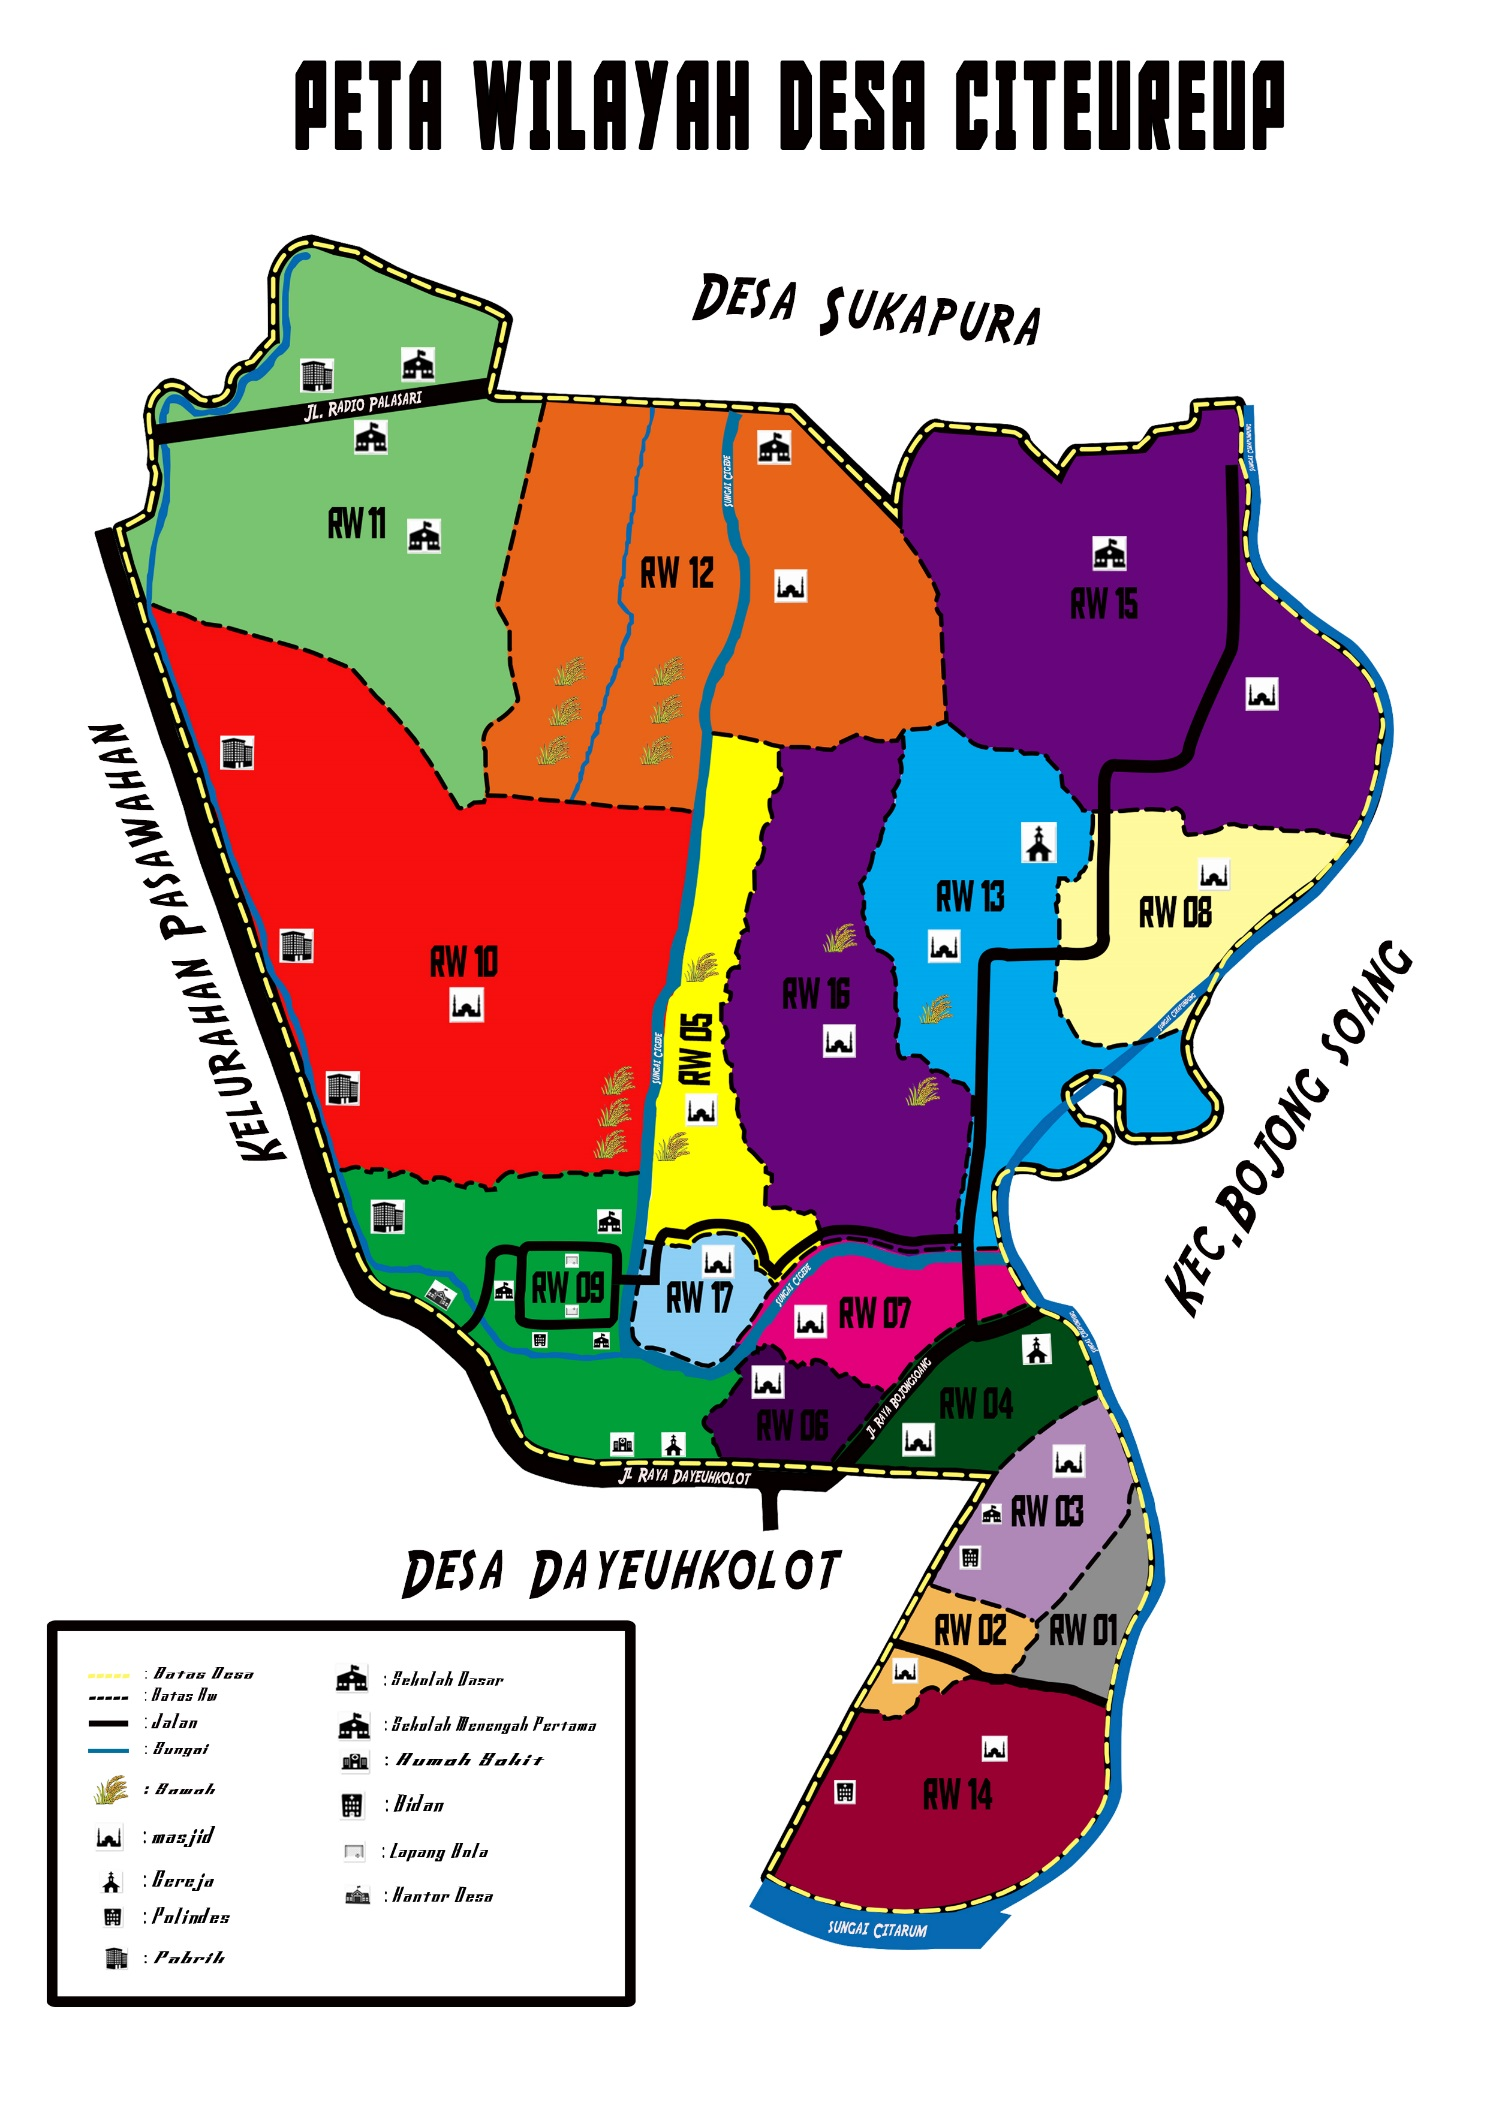 PETA WILAYAH DESA CITEUREUP
DESA SUKAPURA
JL. RADIO PALASARI
SUNGAI CIGEDE
RW 11
RW 12
RW 15
KELURAHAN PASAWAHAN
RW 10
RW 13
RW 08
RW 16
RW 05
SUNGAI CIGEDE
KEC. BOJONG SOANG
RW 09
RW 17
SUNGAI CIGEDE
RW 07
JL RAYA BOJONGSOANG
RW 04
RW 06
JL RAYA DAYEUHKOLOT
RW 03
DESA DAYEUHKOLOT
RW 02
RW 01
RW 14
SUNGAI CITARUM
: Batas Desa
: Batas Rw
: Jalan
: Sungai
: Sawah
: masjid
: Gereja
: Polindes
: Pabrik
: Sekolah Dasar
: Sekolah Menengah Pertama
: Rumah Sakit
: Bidan
: Lapang Bola
: Kantor Desa